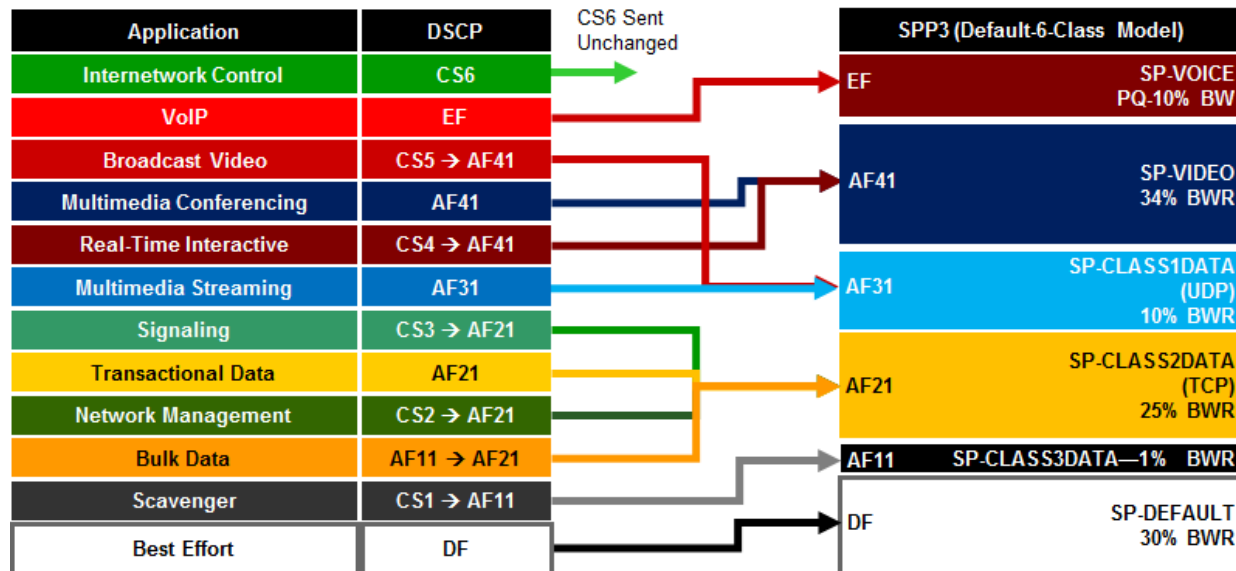 Application DSCP
Internetwork Control CS6
VoIP EF
Broadcast Video CS5 → AF41
Multimedia Conferencing AF41
Real-Time Interactive CS4 → AF41
Multimedia Streaming AF31
Signaling CS3 → AF21
Transactional Data AF21
Network Management CS2 → AF21
Bulk Data AF11 → AF21
Scavenger CS1 → AF11
Best Effort DF
CS6 Sent
Unchanged
SPP3 (Default-6-Class Model)
EF SP-VOICE
PQ-10% BW
AF41 SP-VIDEO
34% BWR
AF31 SP-CLASS1DATA
(UDP)
10% BWR
AF21 SP-CLASS2DATA
(TCP)
25% BWR
AF11 SP-CLASS3DATA—1% BWR
DF SP-DEFAULT
30% BWR